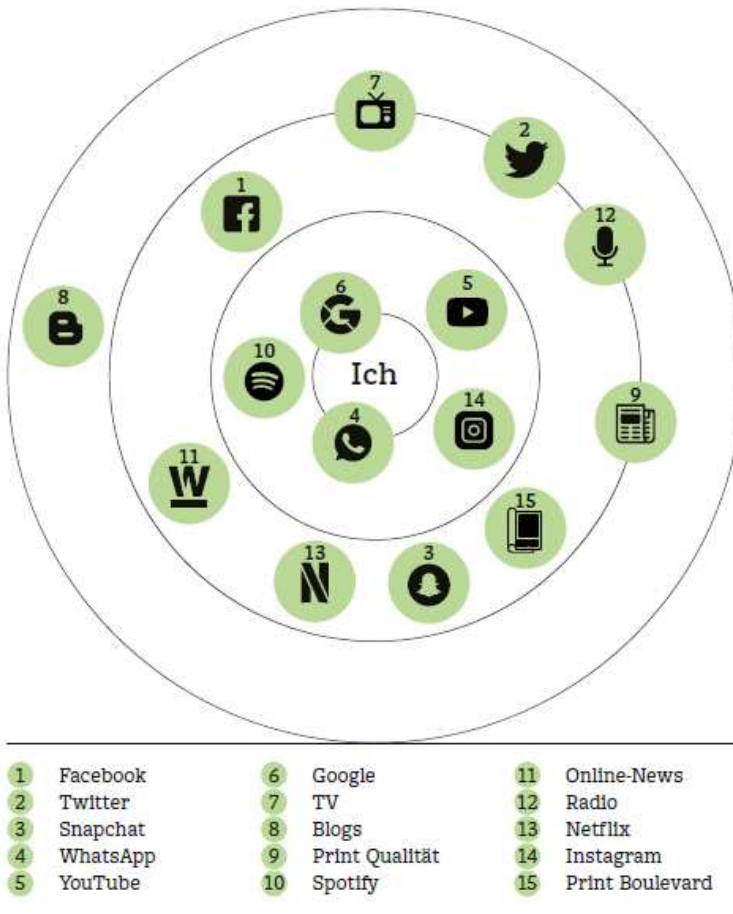 7
2
1
12
6
5
8
10
Ich
14
4
9
11
W
15
13
N
3
1 Facebook
2 Twitter
3 Snapchat
4 WhatsApp
5 YouTube
6 Google
7 TV
8 Blogs
9 Print Qualität
10 Spotify
11 Online-News
12 Radio
13 Netflix
14 Instagram
15 Print Boulevard